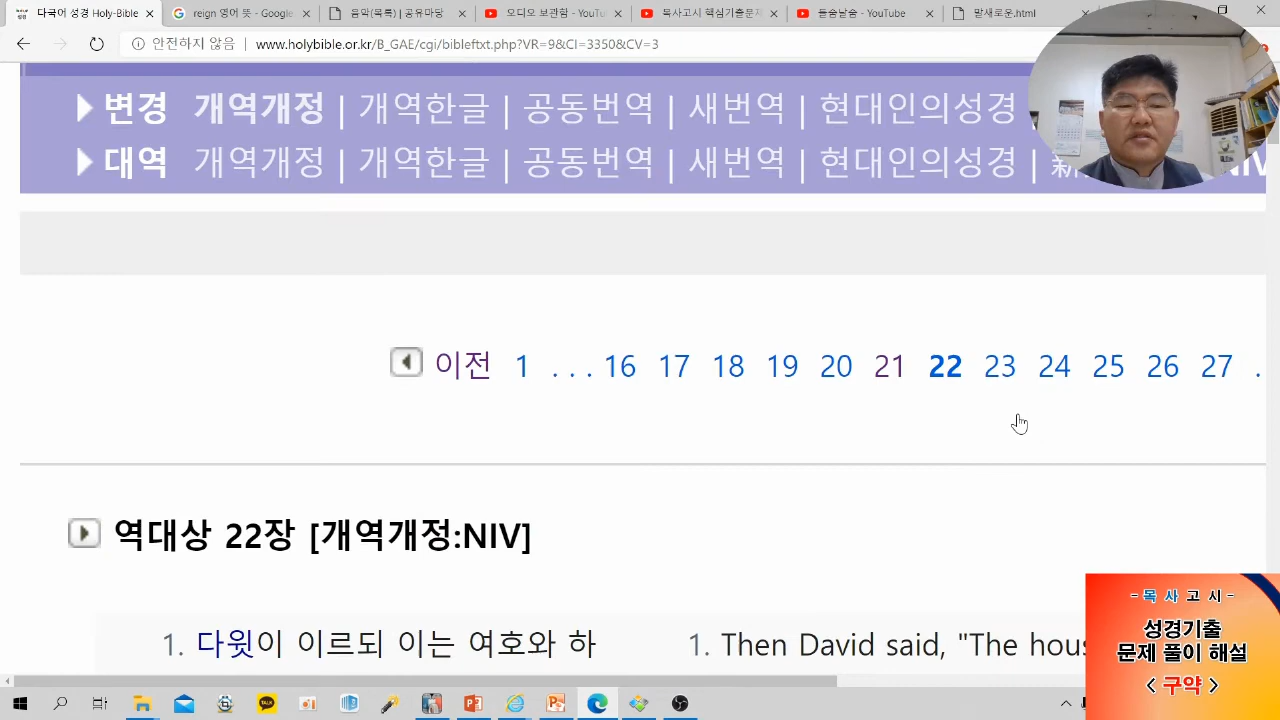 다국어 성경 Holy-Bible
reign 영어 뜻 - Google
음악(목록) | 공유마당
오디오 보관함 - YouTu
목사고시 핵심기출문제
들숨날숨 - YouTube
말새로운.html
안전하지 않음 | www.holybible.or.kr/B_GAE/cgi/bibleftxt.php?VR=9&CI=3350&CV=3
변경 개역개정 | 개역한글 | 공동번역 | 새번역 | 현대인의성경
대역 개역개정 | 개역한글 | 공동번역 | 새번역 | 현대인의성경 | 新
이전 1 ... 16 17 18 19 20 21 22 23 24 25 26 27 .
역대상 22장 [개역개정:NIV]
1. 다윗이 이르되 이는 여호와 하
1. Then David said, "The hous
- 목 사 고 시 -
성경기출
문제 풀이 해설
< 구약 >